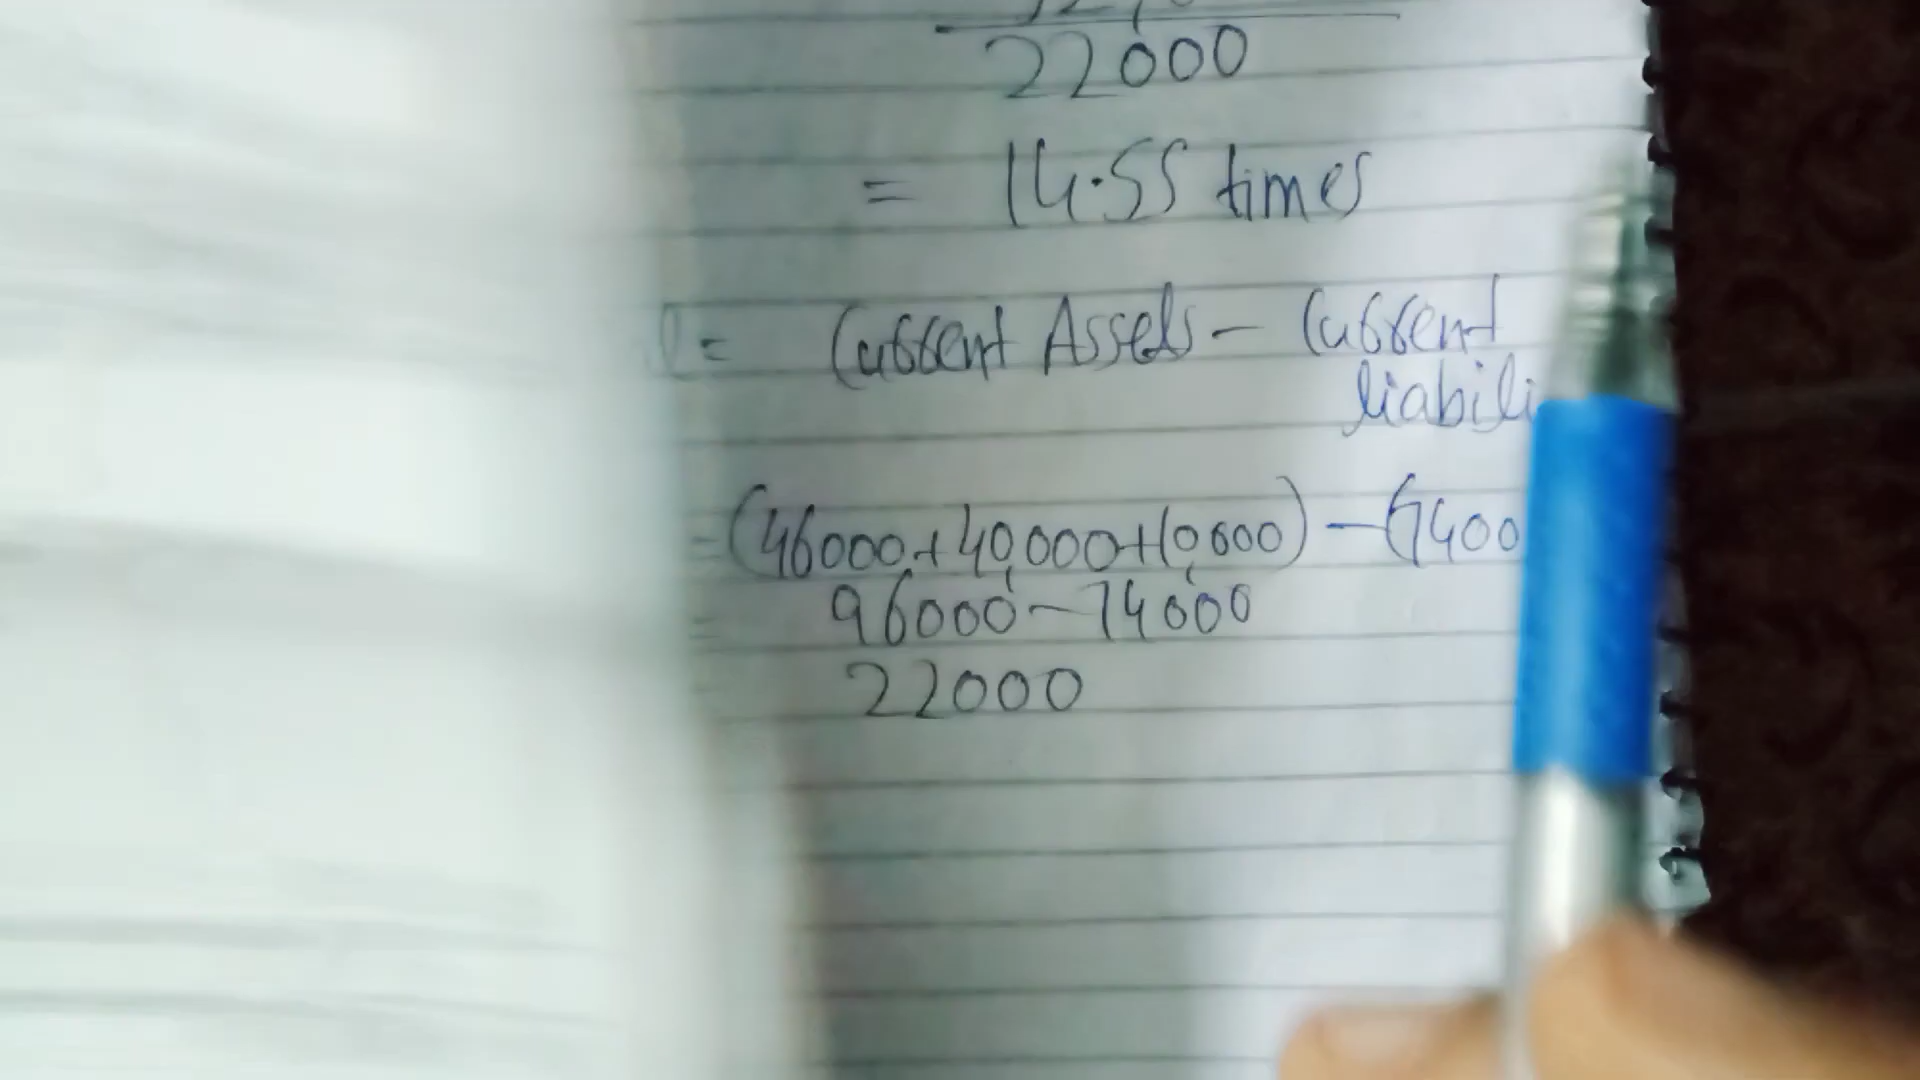 22000
= 14.55 times
= Current Assets - Current
liabili
= (46000+40,000+10,000) - (7400
= 96000 - 74000
= 22000